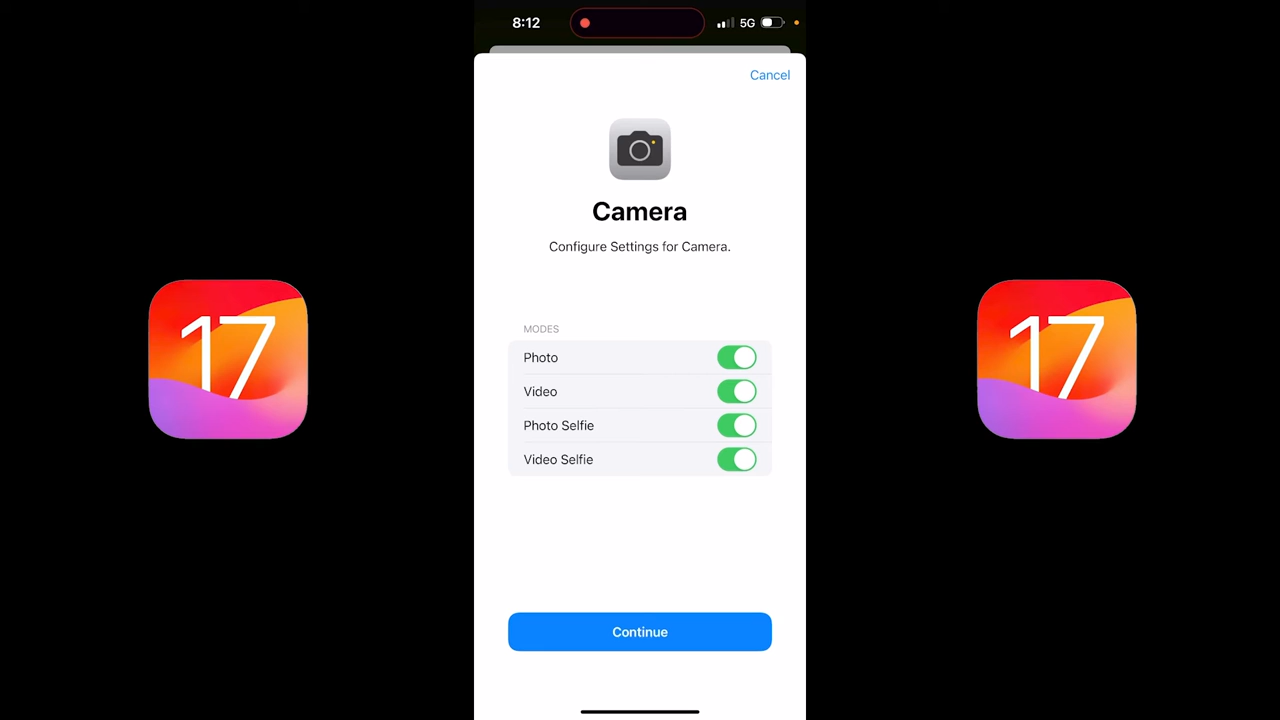 8:12
5G
Cancel
Camera
Configure Settings for Camera.
17
17
MODES
Photo
Video
Photo Selfie
Video Selfie
Continue